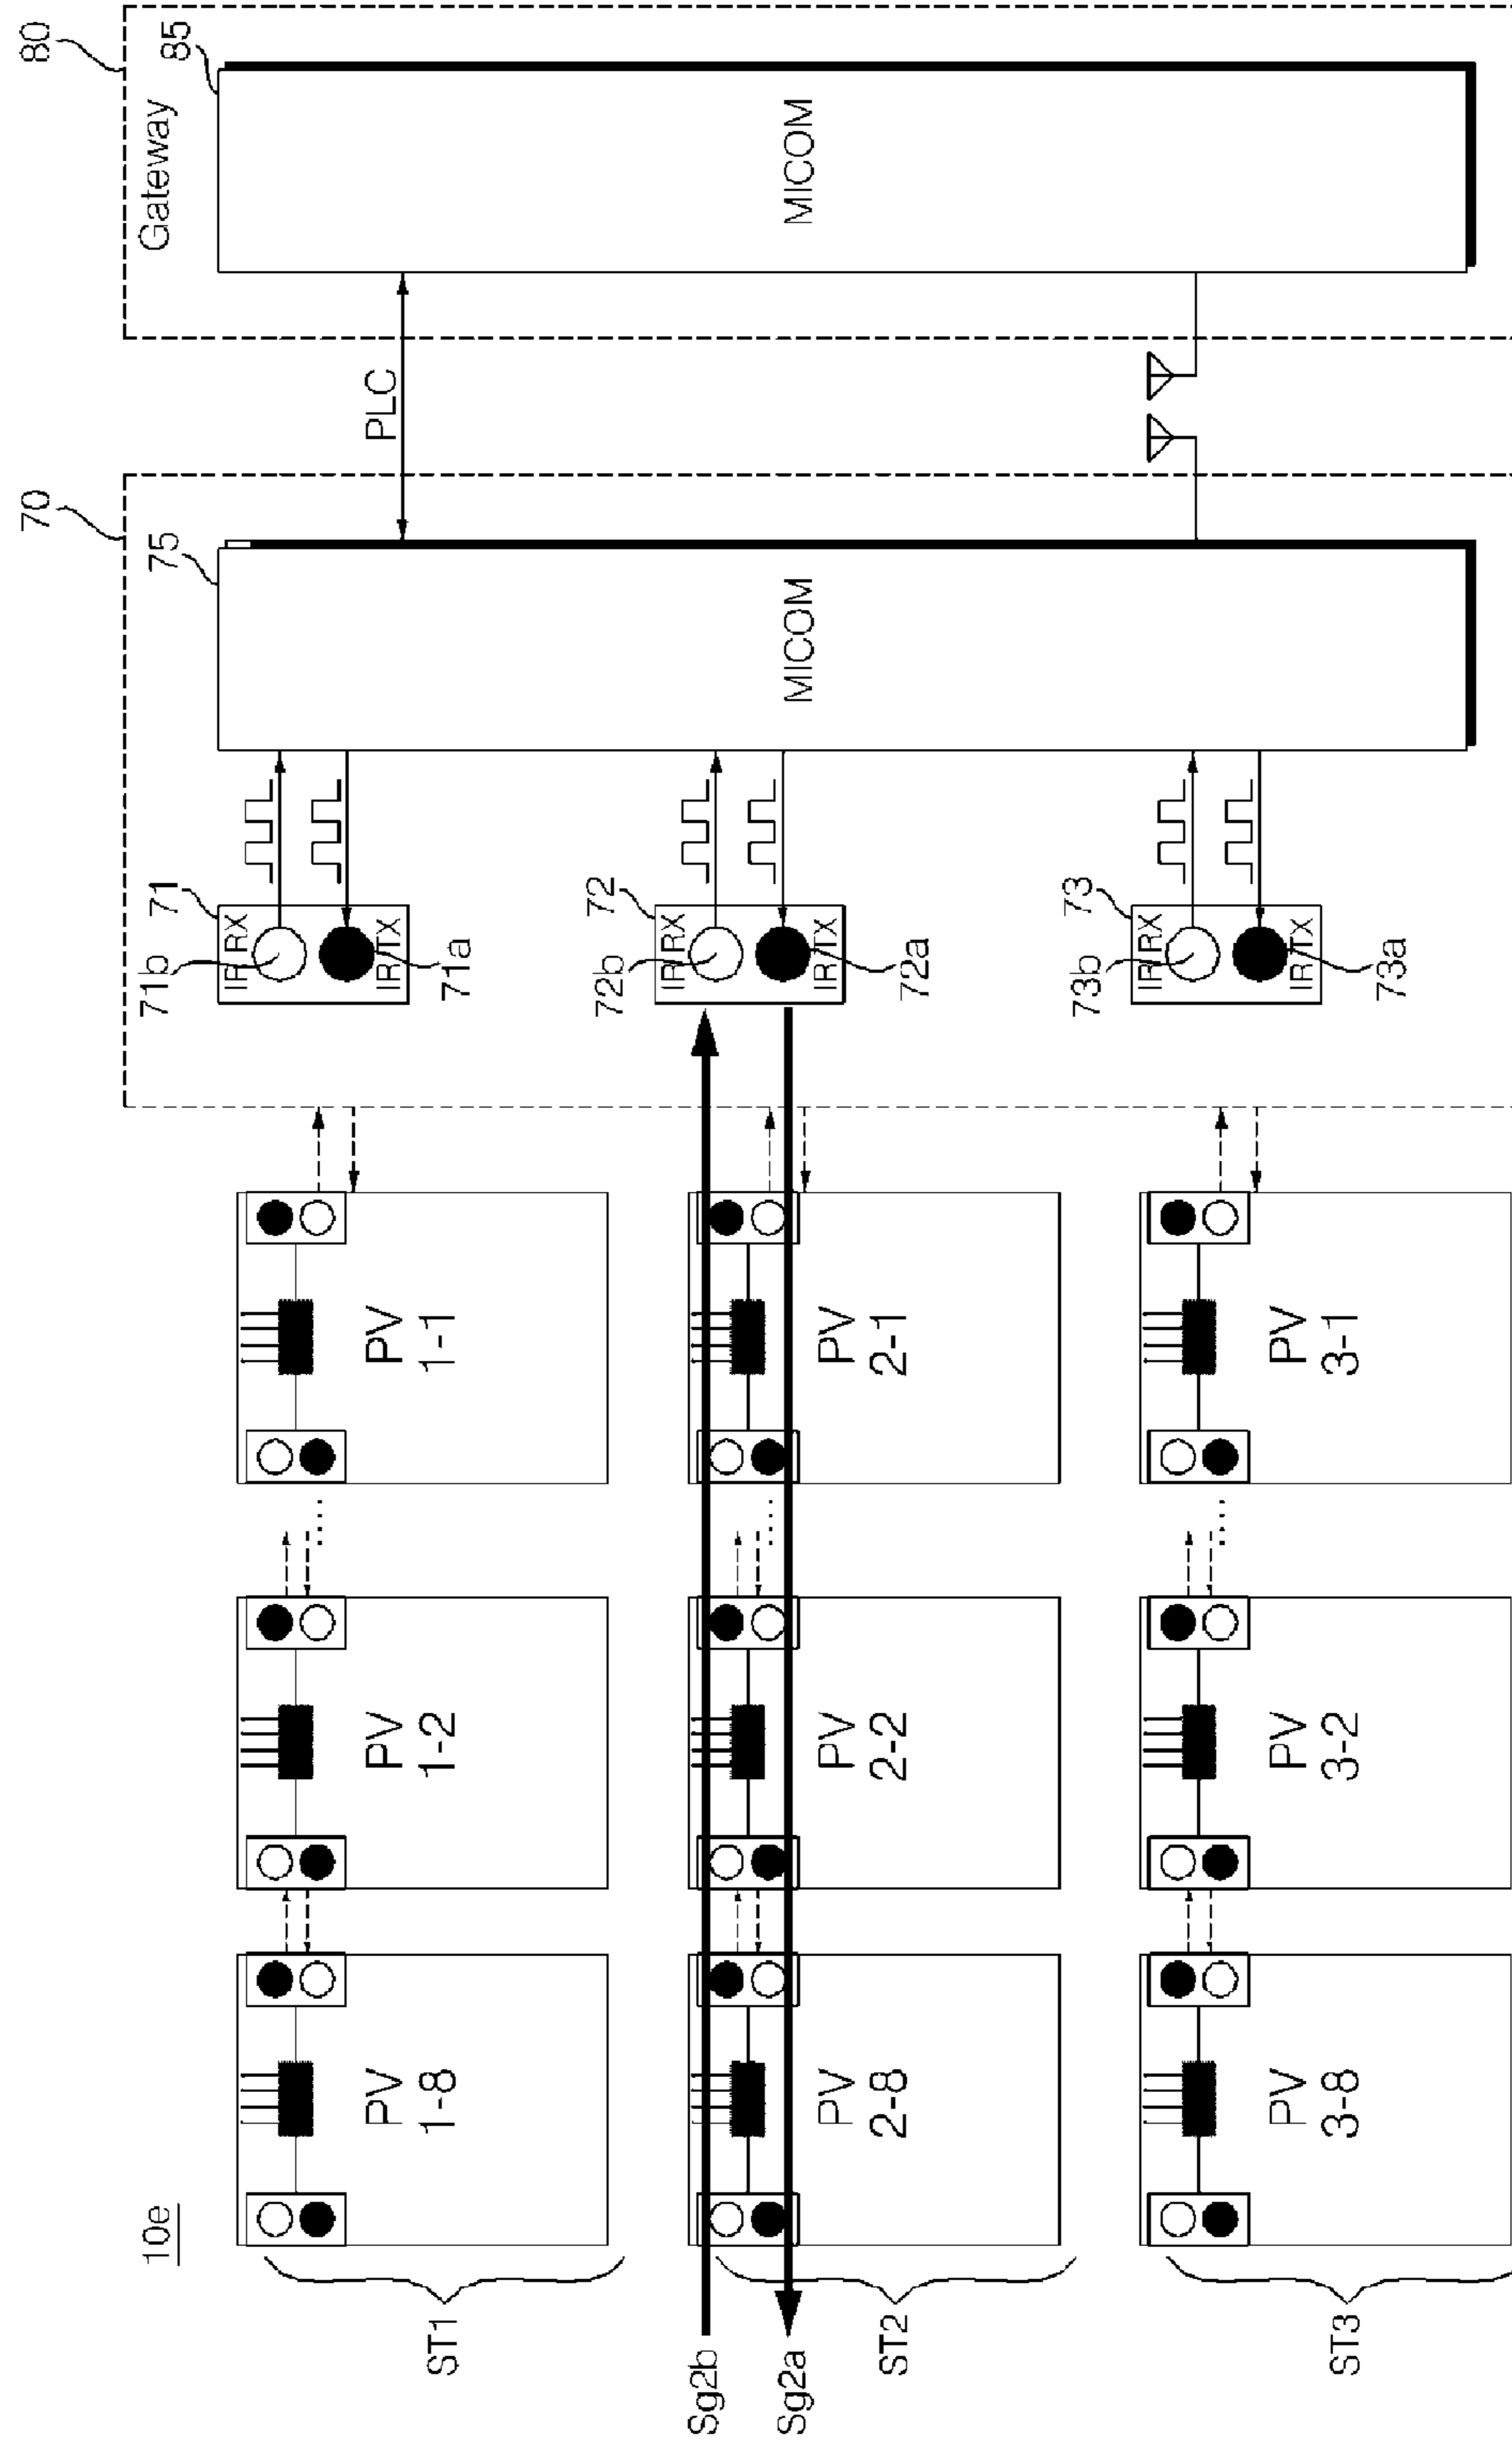 10e
ST1
PV
1-8
PV
1-2
...
PV
1-1
71b
71
IR RX
IR TX
71a
70
75
MICOM
PLC
80
Gateway
85
MICOM
Sg2b
Sg2a
ST2
PV
2-8
PV
2-2
...
PV
2-1
72b
72
IR RX
IR TX
72a
ST3
PV
3-8
PV
3-2
...
PV
3-1
73b
73
IR RX
IR TX
73a